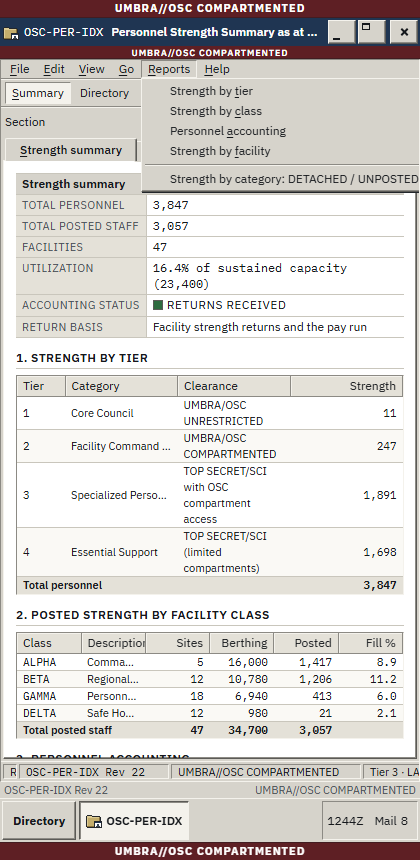 UMBRA//OSC COMPARTMENTED
OSC-PER-IDX Personnel Strength Summary as at ...
UMBRA//OSC COMPARTMENTED
File Edit View Go Reports Help
Summary Directory
Strength by tier
Strength by class
Personnel accounting
Strength by facility
Strength by category: DETACHED / UNPOSTED
Section
Strength summary
Strength summary
TOTAL PERSONNEL 3,847
TOTAL POSTED STAFF 3,057
FACILITIES 47
UTILIZATION 16.4% of sustained capacity
(23,400)
ACCOUNTING STATUS RETURNS RECEIVED
RETURN BASIS Facility strength returns and the pay run
1. STRENGTH BY TIER
Tier Category Clearance Strength
1 Core Council UMBRA/OSC
UNRESTRICTED 11
2 Facility Command ... UMBRA/OSC
COMPARTMENTED 247
3 Specialized Perso... TOP SECRET/SCI
with OSC
compartment
access 1,891
4 Essential Support TOP SECRET/SCI
(limited
compartments) 1,698
Total personnel 3,847
2. POSTED STRENGTH BY FACILITY CLASS
Class Description Sites Berthing Posted Fill %
ALPHA Comma... 5 16,000 1,417 8.9
BETA Regional... 12 10,780 1,206 11.2
GAMMA Personn... 18 6,940 413 6.0
DELTA Safe Ho... 12 980 21 2.1
Total posted staff 47 34,700 3,057
3. PERSONNEL ACCOUNTING
R OSC-PER-IDX Rev 22 UMBRA//OSC COMPARTMENTED Tier 3 · LA
OSC-PER-IDX Rev 22 UMBRA//OSC COMPARTMENTED
Directory OSC-PER-IDX 1244Z Mail 8
UMBRA//OSC COMPARTMENTED